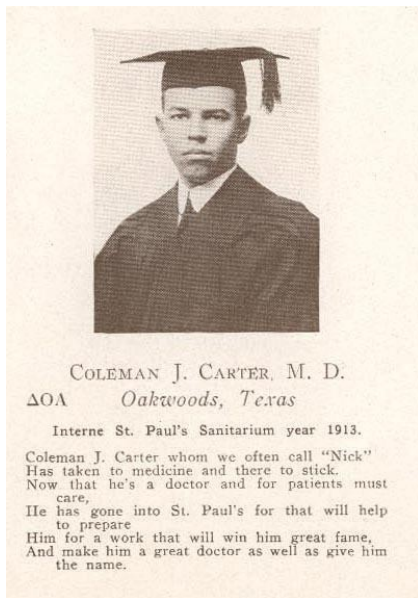 COLEMAN J. CARTER, M. D.
ΔΟΛ Oakwoods, Texas
Interne St. Paul's Sanitarium year 1913.
Coleman J. Carter whom we often call "Nick"
Has taken to medicine and there to stick.
Now that he's a doctor and for patients must
care,
He has gone into St. Paul's for that will help
to prepare
Him for a work that will win him great fame,
And make him a great doctor as well as give him
the name.